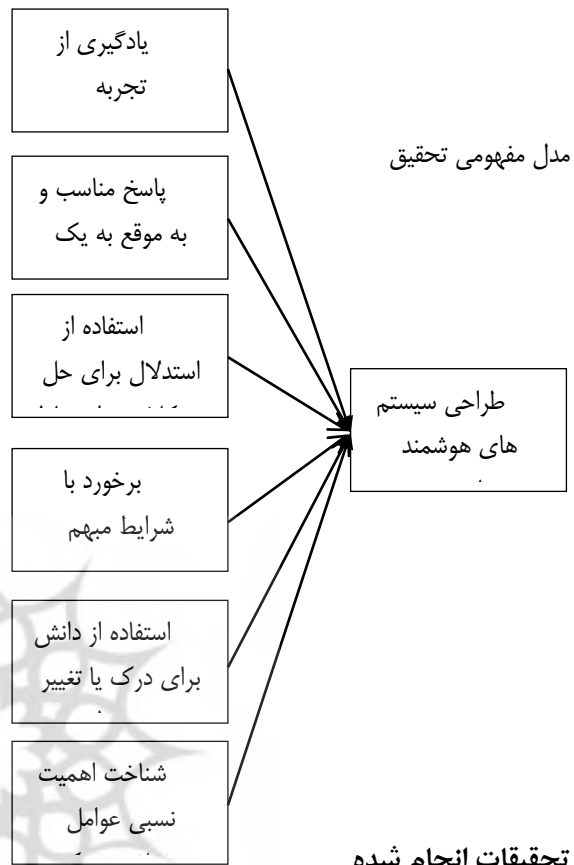 یادگیری از
تجربه
مدل مفهومی تحقیق
پاسخ مناسب و
به موقع به یک
استفاده از
استدلال برای حل
طراحی سیستم
های هوشمند
برخورد با
شرایط مبهم
استفاده از دانش
برای درک یا تغییر
شناخت اهمیت
نسبی عوامل
تحقیقات انجام شده